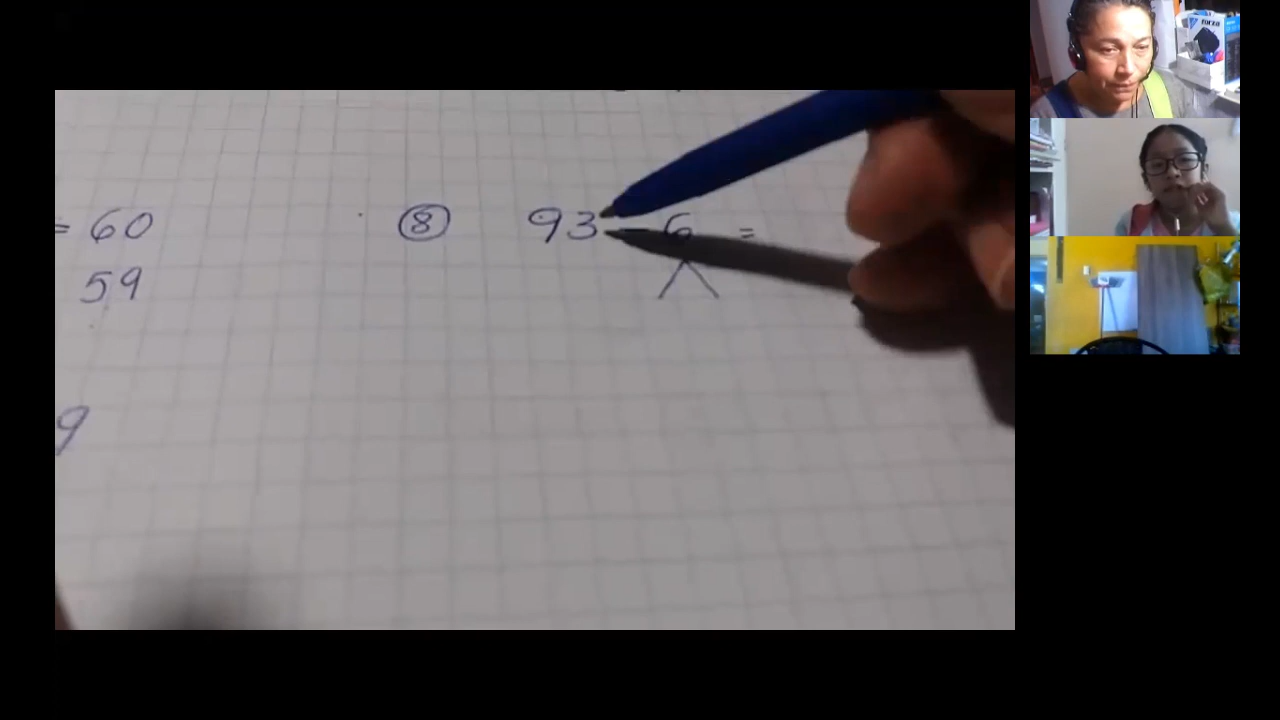 = 60
59
9
⑧ 93 6 =